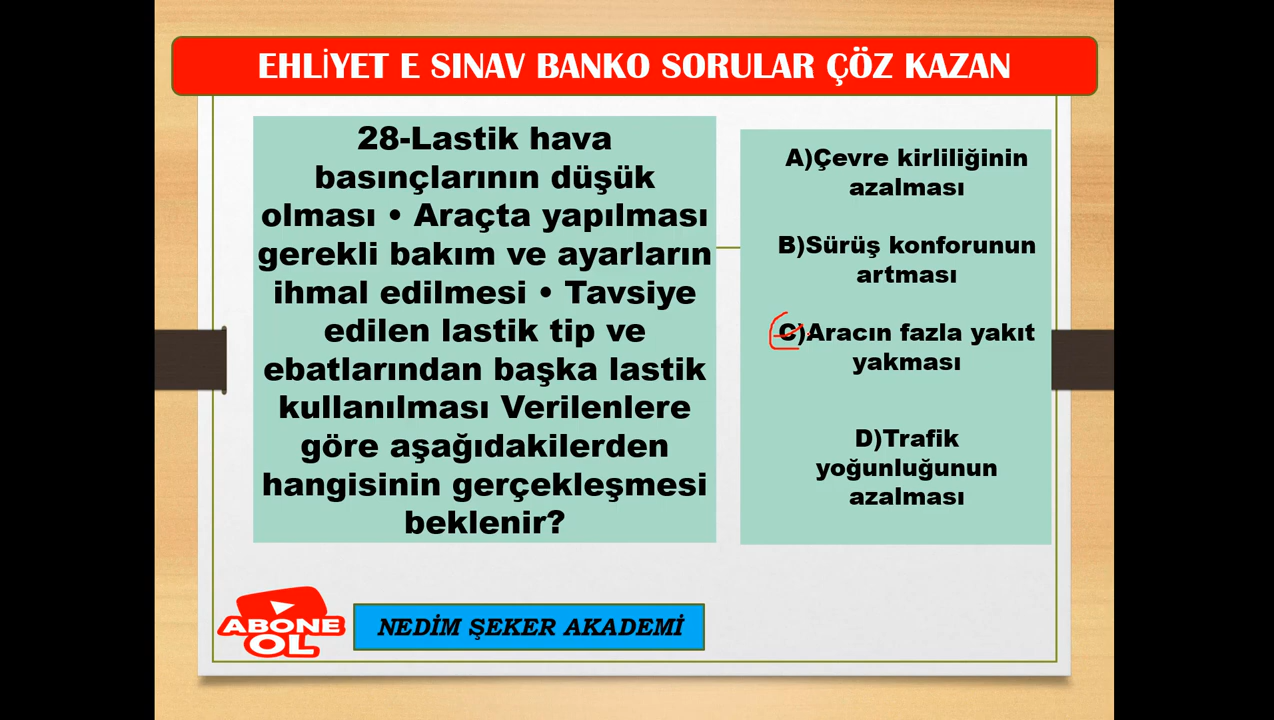 EHLİYET E SINAV BANKO SORULAR ÇÖZ KAZAN
28-Lastik hava
basınçlarının düşük
olması • Araçta yapılması
gerekli bakım ve ayarların
ihmal edilmesi • Tavsiye
edilen lastik tip ve
ebatlarından başka lastik
kullanılması Verilenlere
göre aşağıdakilerden
hangisinin gerçekleşmesi
beklenir?
A)Çevre kirliliğinin
azalması
B)Sürüş konforunun
artması
C)Aracın fazla yakıt
yakması
D)Trafik
yoğunluğunun
azalması
ABONE
OL
NEDİM ŞEKER AKADEMİ